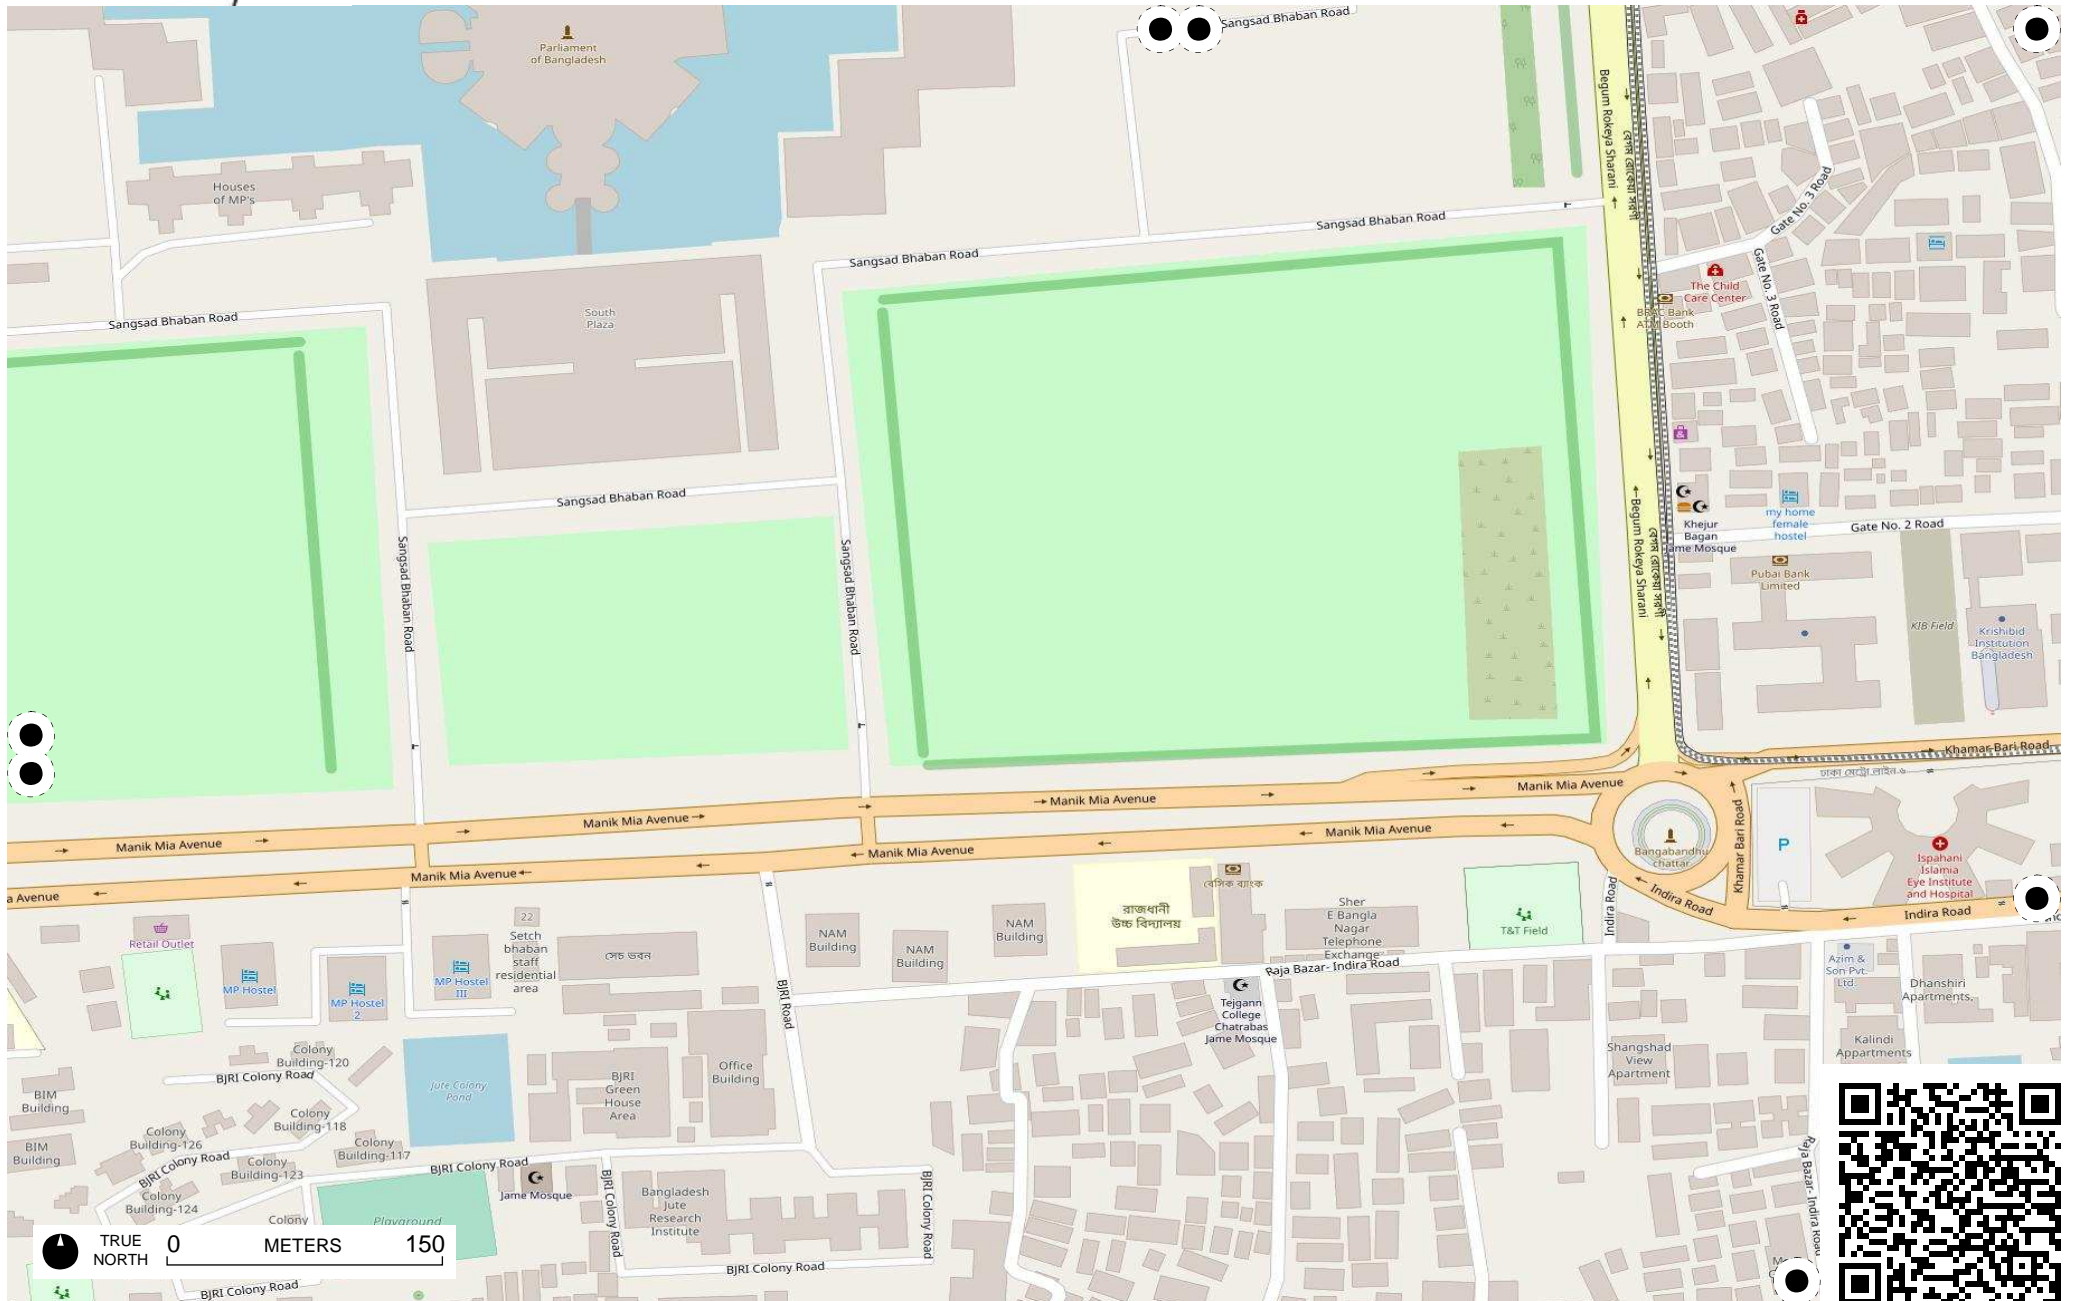 Sangsad Bhaban Road
Parliament
of Bangladesh
Begum Rokeya Sharani
বেগম রোকেয়া সরণী
Houses
of MP's
Gate No. 3 Road
Sangsad Bhaban Road
Sangsad Bhaban Road
Gate No. 3 Road
The Child
Care Center
BRAC Bank
ATM Booth
Sangsad Bhaban Road
South
Plaza
Sangsad Bhaban Road
Khejur
Bagan
Jame Mosque
my home
female
hostel
Gate No. 2 Road
Sangsad Bhaban Road
Sangsad Bhaban Road
Begum Rokeya Sharani
বেগম রোকেয়া সরণী
Pubai Bank
Limited
KIB Field
Krishibid
Institution
Bangladesh
Khamar Bari Road
ঢাকা মেট্রো লাইন ৬
Manik Mia Avenue
Manik Mia Avenue
Manik Mia Avenue
Manik Mia Avenue
Manik Mia Avenue
Manik Mia Avenue
Manik Mia Avenue
a Avenue
Bangabandhu
chattar
Khamar Bari Road
P
Ispahani
Islamia
Eye Institute
and Hospital
Indira Road
Indira Road
Indira Road
বেসিক ব্যাংক
রাজধানী
উচ্চ বিদ্যালয়
Sher
E Bangla
Nagar
Telephone
Exchange
T&T Field
Retail Outlet
22
Setch
bhaban
staff
residential
area
সেচ ভবন
NAM
Building
NAM
Building
NAM
Building
MP Hostel
MP Hostel
2
MP Hostel
III
BJRI Road
Raja Bazar- Indira Road
Tejgann
College
Chatrabas
Jame Mosque
Azim &
Son Pvt.
Ltd.
Dhanshiri
Apartments,
Kalindi
Appartments
Shangshad
View
Apartment
Colony
Building-120
BJRI Colony Road
BIM
Building
Jute Colony
Pond
BJRI
Green
House
Area
Office
Building
Colony
Building-118
Colony
Building-126
Colony
Building-117
BIM
Building
BJRI Colony Road
Colony
Building-123
BJRI Colony Road
Jame Mosque
Colony
Building-124
Colony
Playground
BJRI Colony Road
Bangladesh
Jute
Research
Institute
BJRI Colony Road
BJRI Colony Road
BJRI Colony Road
Raja Bazar- Indira Road
TRUE
NORTH
0 METERS 150